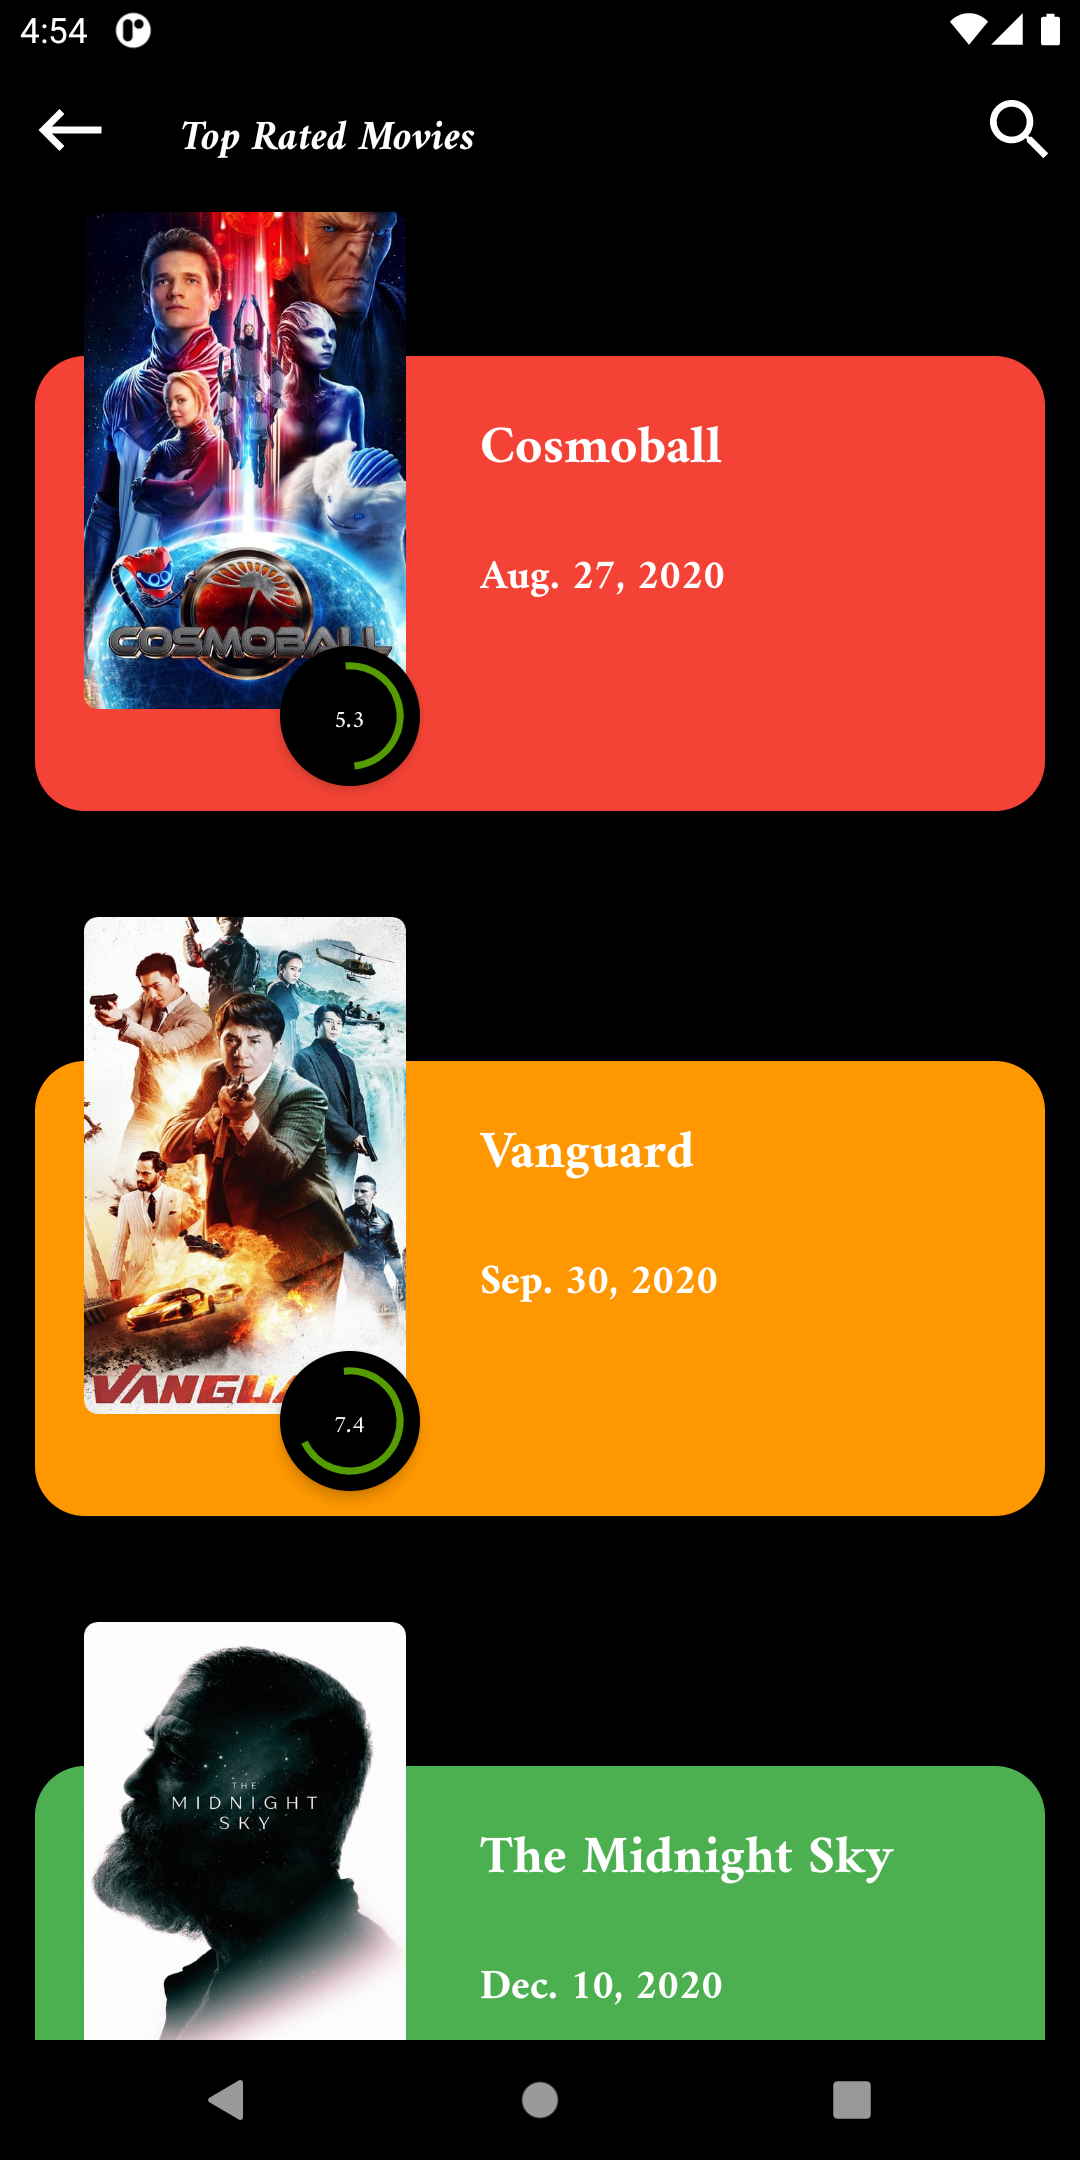 4:54
Top Rated Movies
COSMOBALL
5.3
Cosmoball
Aug. 27, 2020
VANGUA
7.4
Vanguard
Sep. 30, 2020
THE
MIDNIGHT
SKY
The Midnight Sky
Dec. 10, 2020